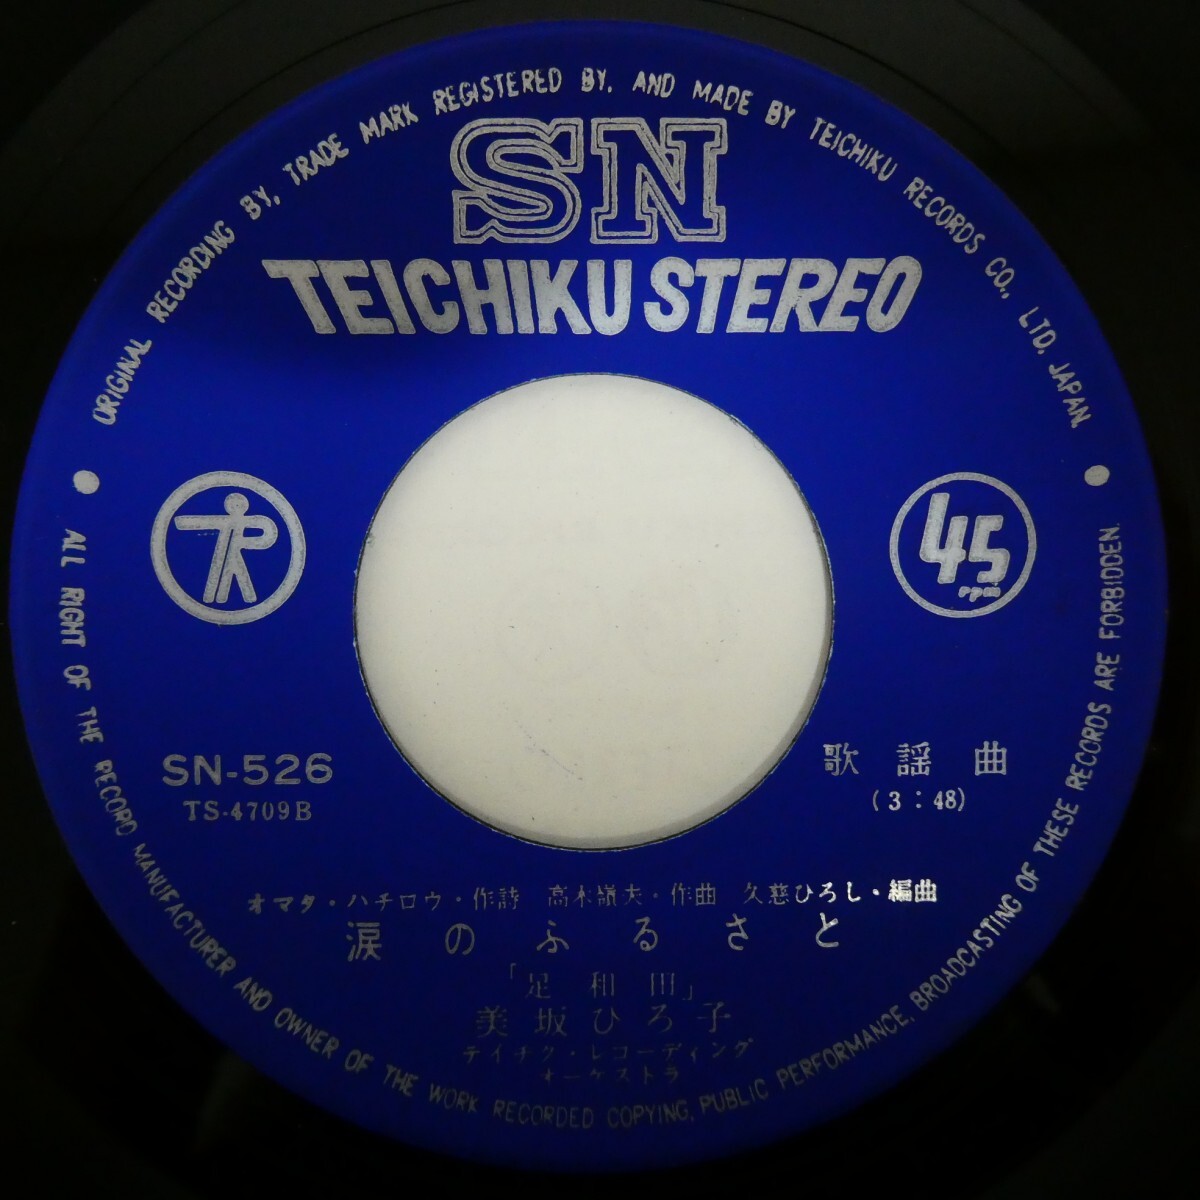 ORIGINAL RECORDING BY, TRADE MARK REGISTERED BY, AND MADE BY TEICHIKU RECORDS CO., LTD. JAPAN
SN
TEICHIKU STEREO
45
rpm
SN-526
TS-4709B
歌謡曲
(3:48)
オマタ・ハチロウ・作詩 高木嶺夫・作曲 久慈ひろし・編曲
涙のふるさと
「足和田」
美坂ひろ子
テイチク・レコーディング
オーケストラ
ALL RIGHT OF THE RECORD MANUFACTURER AND OWNER OF THE WORK RECORDED COPYING, PUBLIC PERFORMANCE, BROADCASTING OF THESE RECORDS ARE FORBIDDEN.